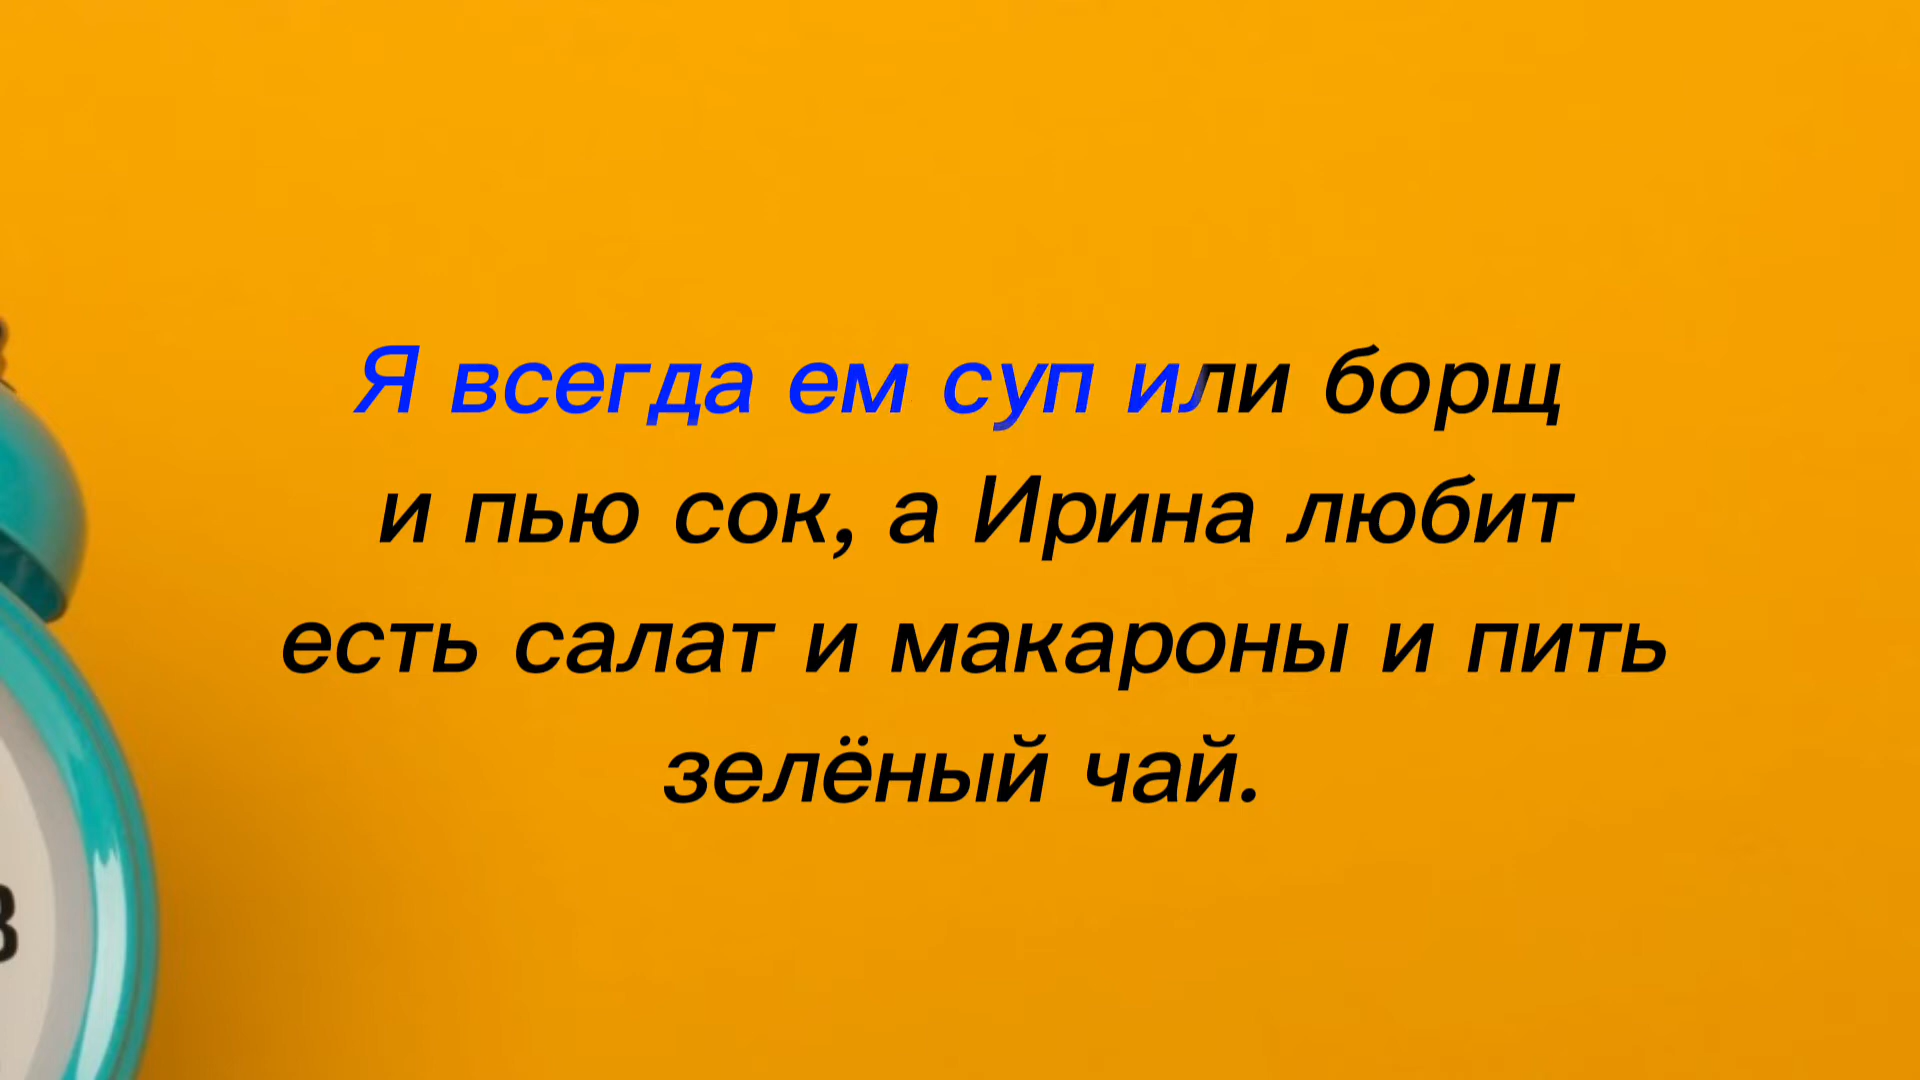 Я всегда ем суп или борщ
и пью сок, а Ирина любит
есть салат и макароны и пить
зелёный чай.